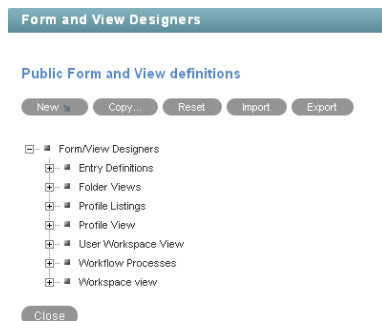 Form and View Designers
Public Form and View definitions
New Copy... Reset Import Export
Form/View Designers
Entry Definitions
Folder Views
Profile Listings
Profile View
User Workspace View
Workflow Processes
Workspace view
Close